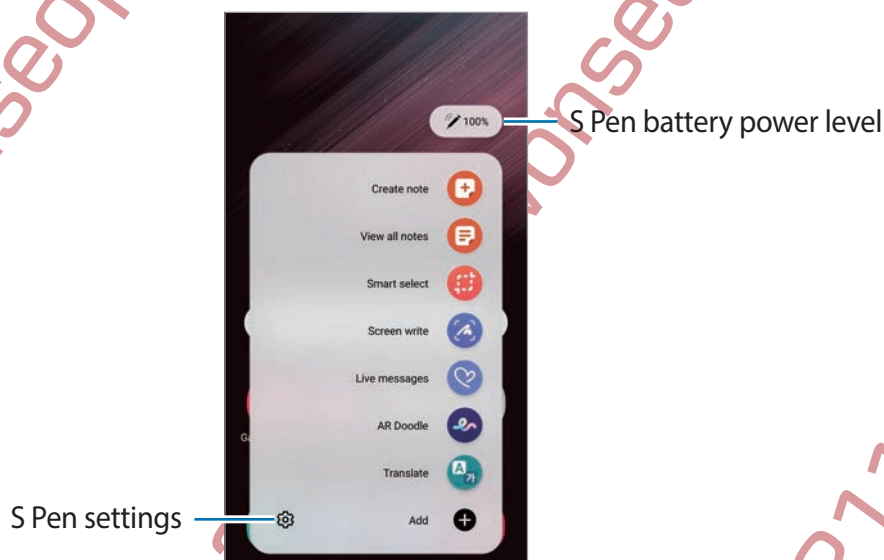 100%
S Pen battery power level
Create note
View all notes
Smart select
Screen write
Live messages
AR Doodle
Translate
S Pen settings
Add